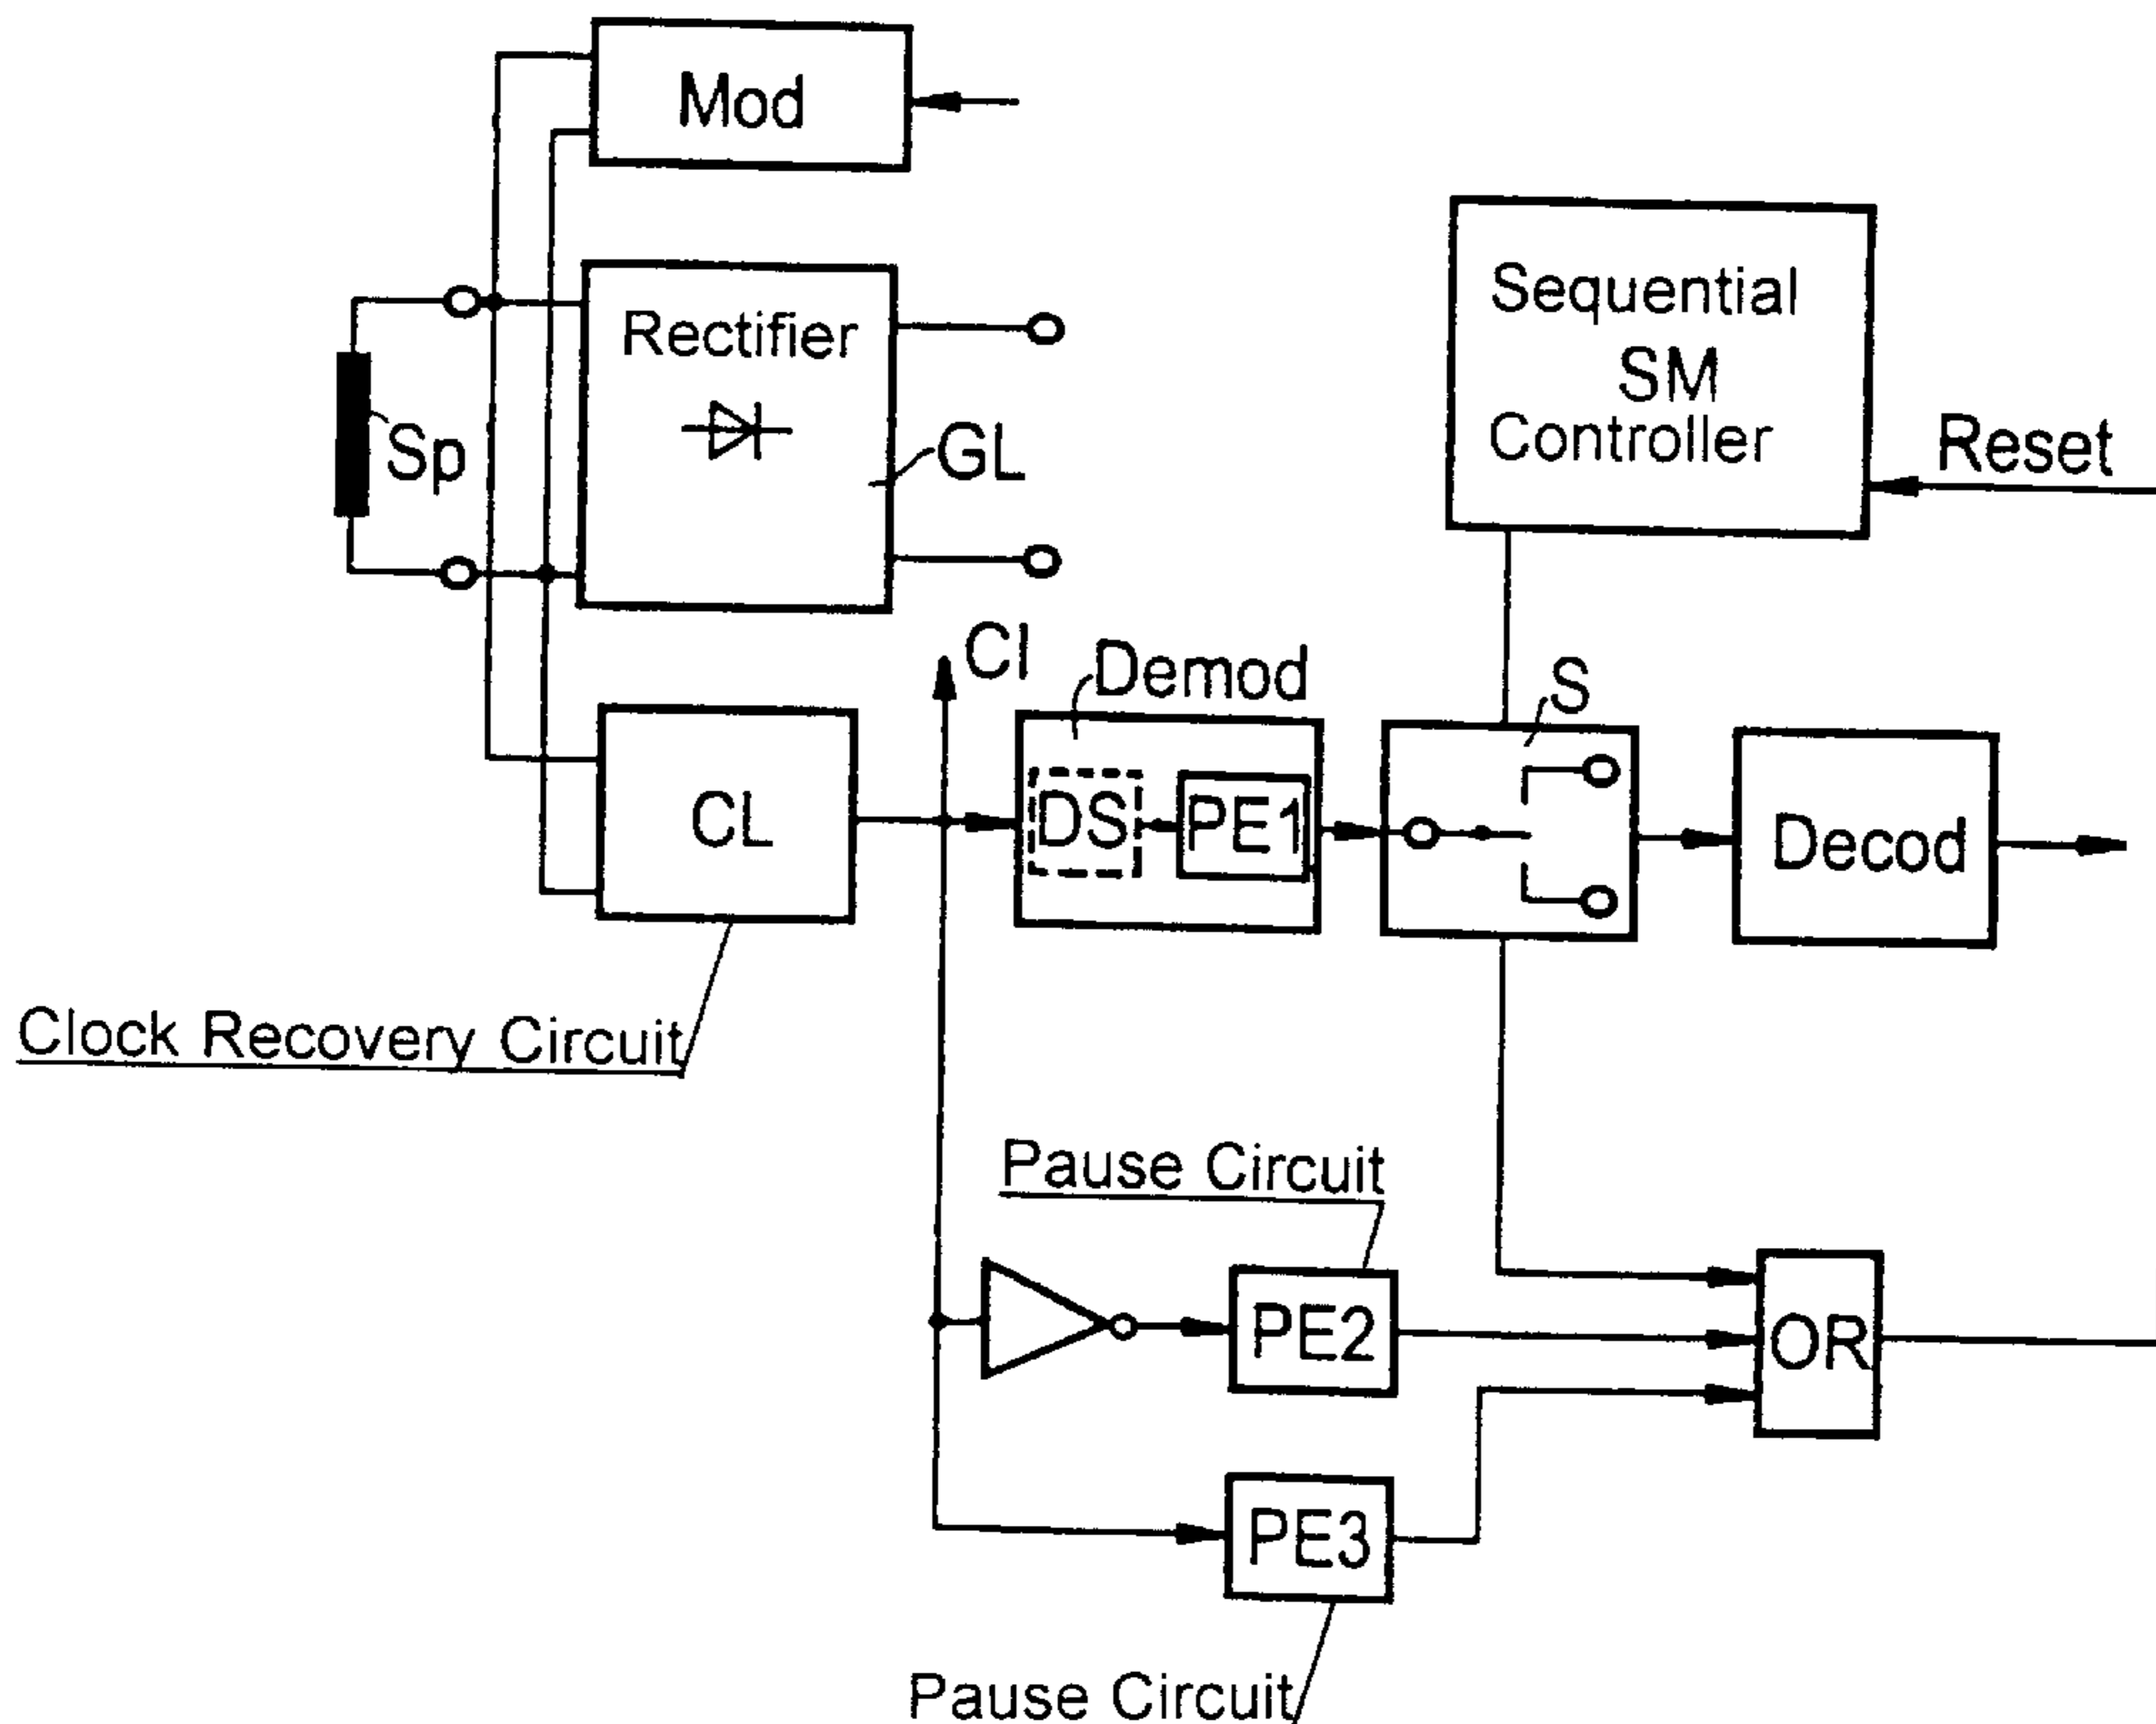 Mod
Sequential
SM
Controller
Reset
Rectifier
Sp
GL
Cl
Demod
S
CL
DS
PE1
Decod
Clock Recovery Circuit
Pause Circuit
PE2
OR
PE3
Pause Circuit